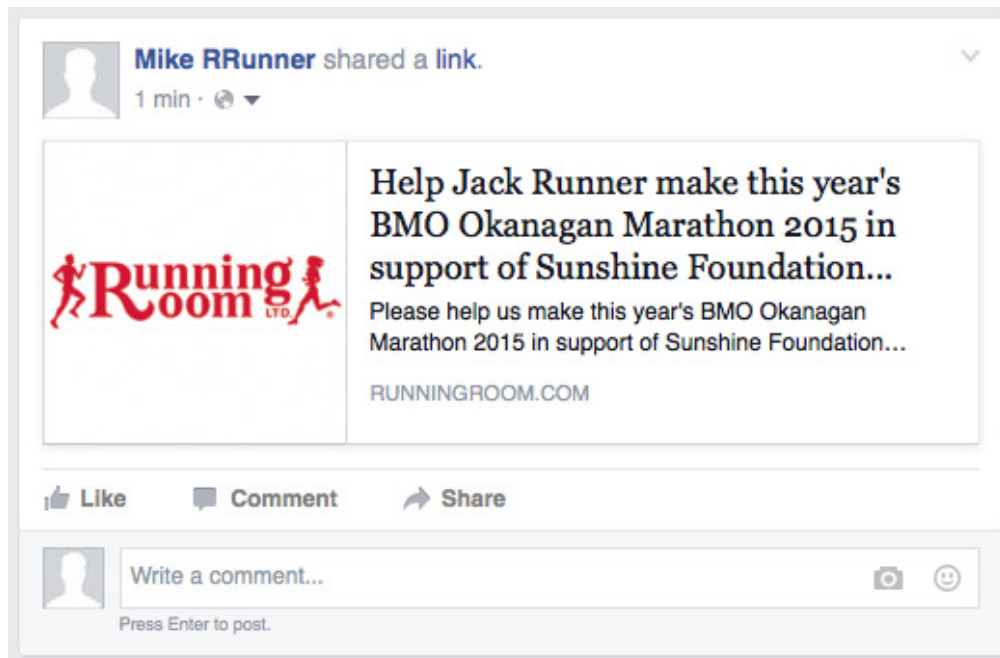 Mike RRunner shared a link.
1 min ·
Running Room LTD.®
Help Jack Runner make this year's
BMO Okanagan Marathon 2015 in
support of Sunshine Foundation...
Please help us make this year's BMO Okanagan
Marathon 2015 in support of Sunshine Foundation...
RUNNINGROOM.COM
Like Comment Share
Write a comment...
Press Enter to post.